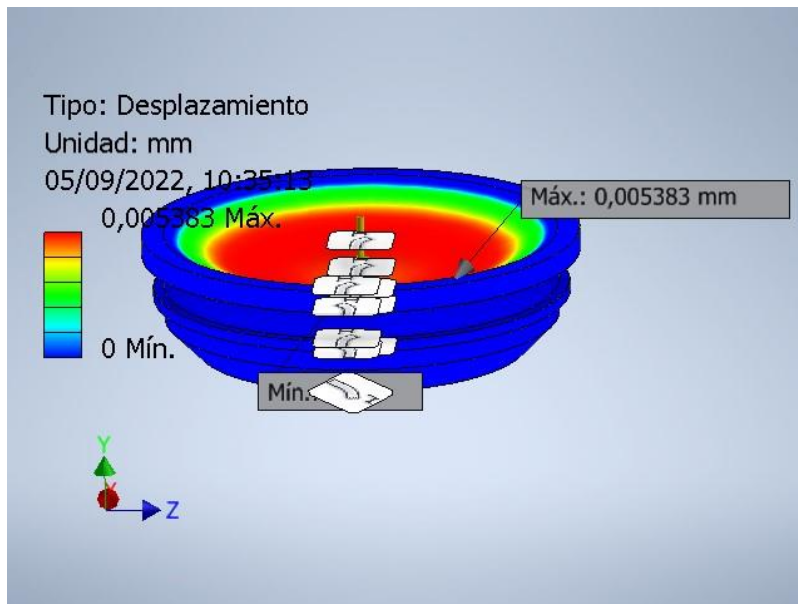 Tipo: Desplazamiento
Unidad: mm
05/09/2022, 10:35:13
0,005383 Máx.
Máx.: 0,005383 mm
0 Mín.
Mín.
Y
Z